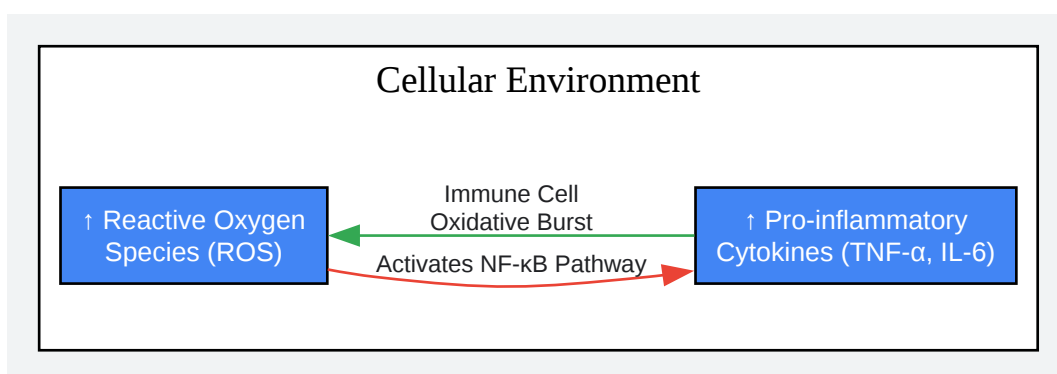 Cellular Environment
↑ Reactive Oxygen
Species (ROS)
Immune Cell
Oxidative Burst
Activates NF-κB Pathway
↑ Pro-inflammatory
Cytokines (TNF-α, IL-6)